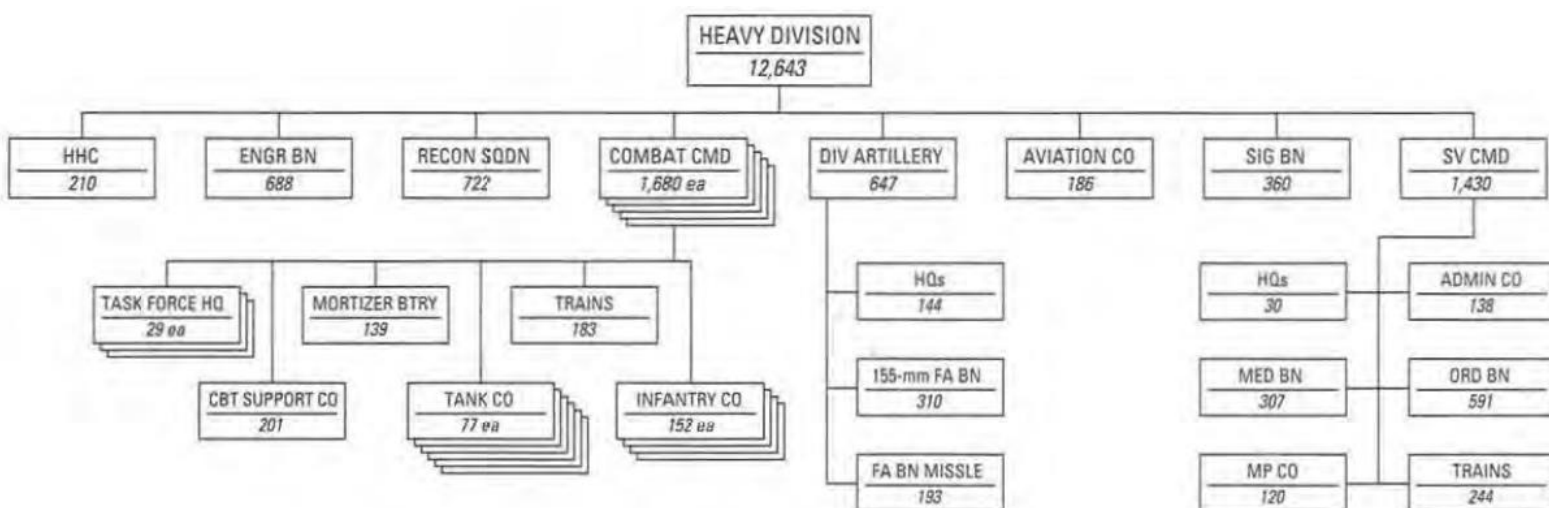 HEAVY DIVISION
12,643
HHC
210
ENGR BN
688
RECON SQDN
722
COMBAT CMD
1,680 ea
DIV ARTILLERY
647
AVIATION CO
186
SIG BN
360
SV CMD
1,430
TASK FORCE HQ
29 ea
MORTIZER BTRY
139
TRAINS
183
CBT SUPPORT CO
201
TANK CO
77 ea
INFANTRY CO
152 ea
HQs
144
155-mm FA BN
310
FA BN MISSLE
193
HQs
30
ADMIN CO
138
MED BN
307
ORD BN
591
MP CO
120
TRAINS
244